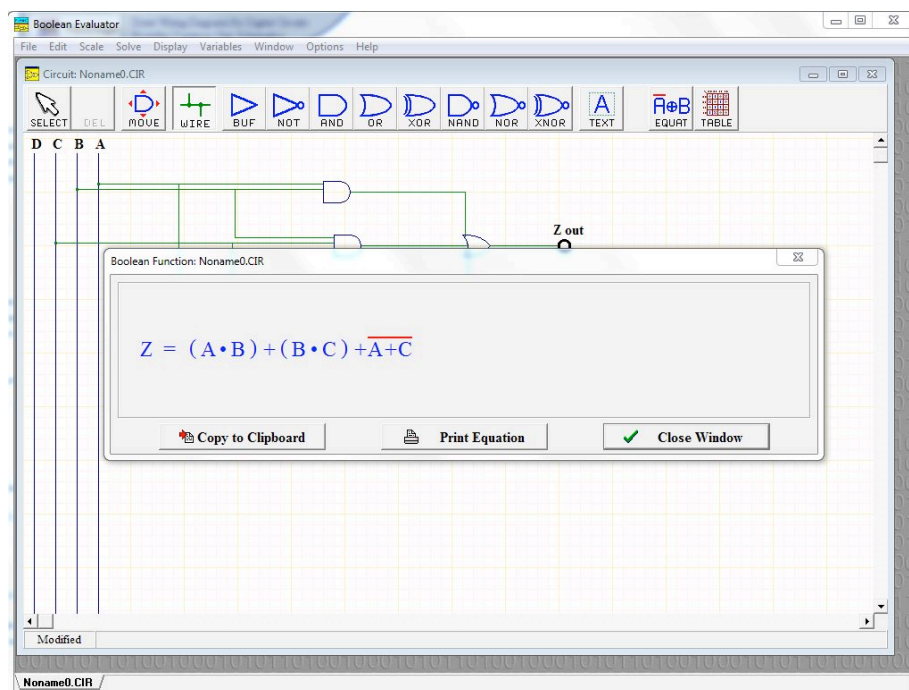 Boolean Evaluator
File Edit Scale Solve Display Variables Window Options Help
Circuit: Noname0.CIR
SELECT DEL MOVE WIRE BUF NOT AND OR XOR NAND NOR XNOR A TEXT A̅⊕B EQUAT TABLE
D C B A
Z out
Boolean Function: Noname0.CIR
Z = (A•B)+(B•C)+A̅+̅C̅
Copy to Clipboard Print Equation Close Window
Modified
Noname0.CIR